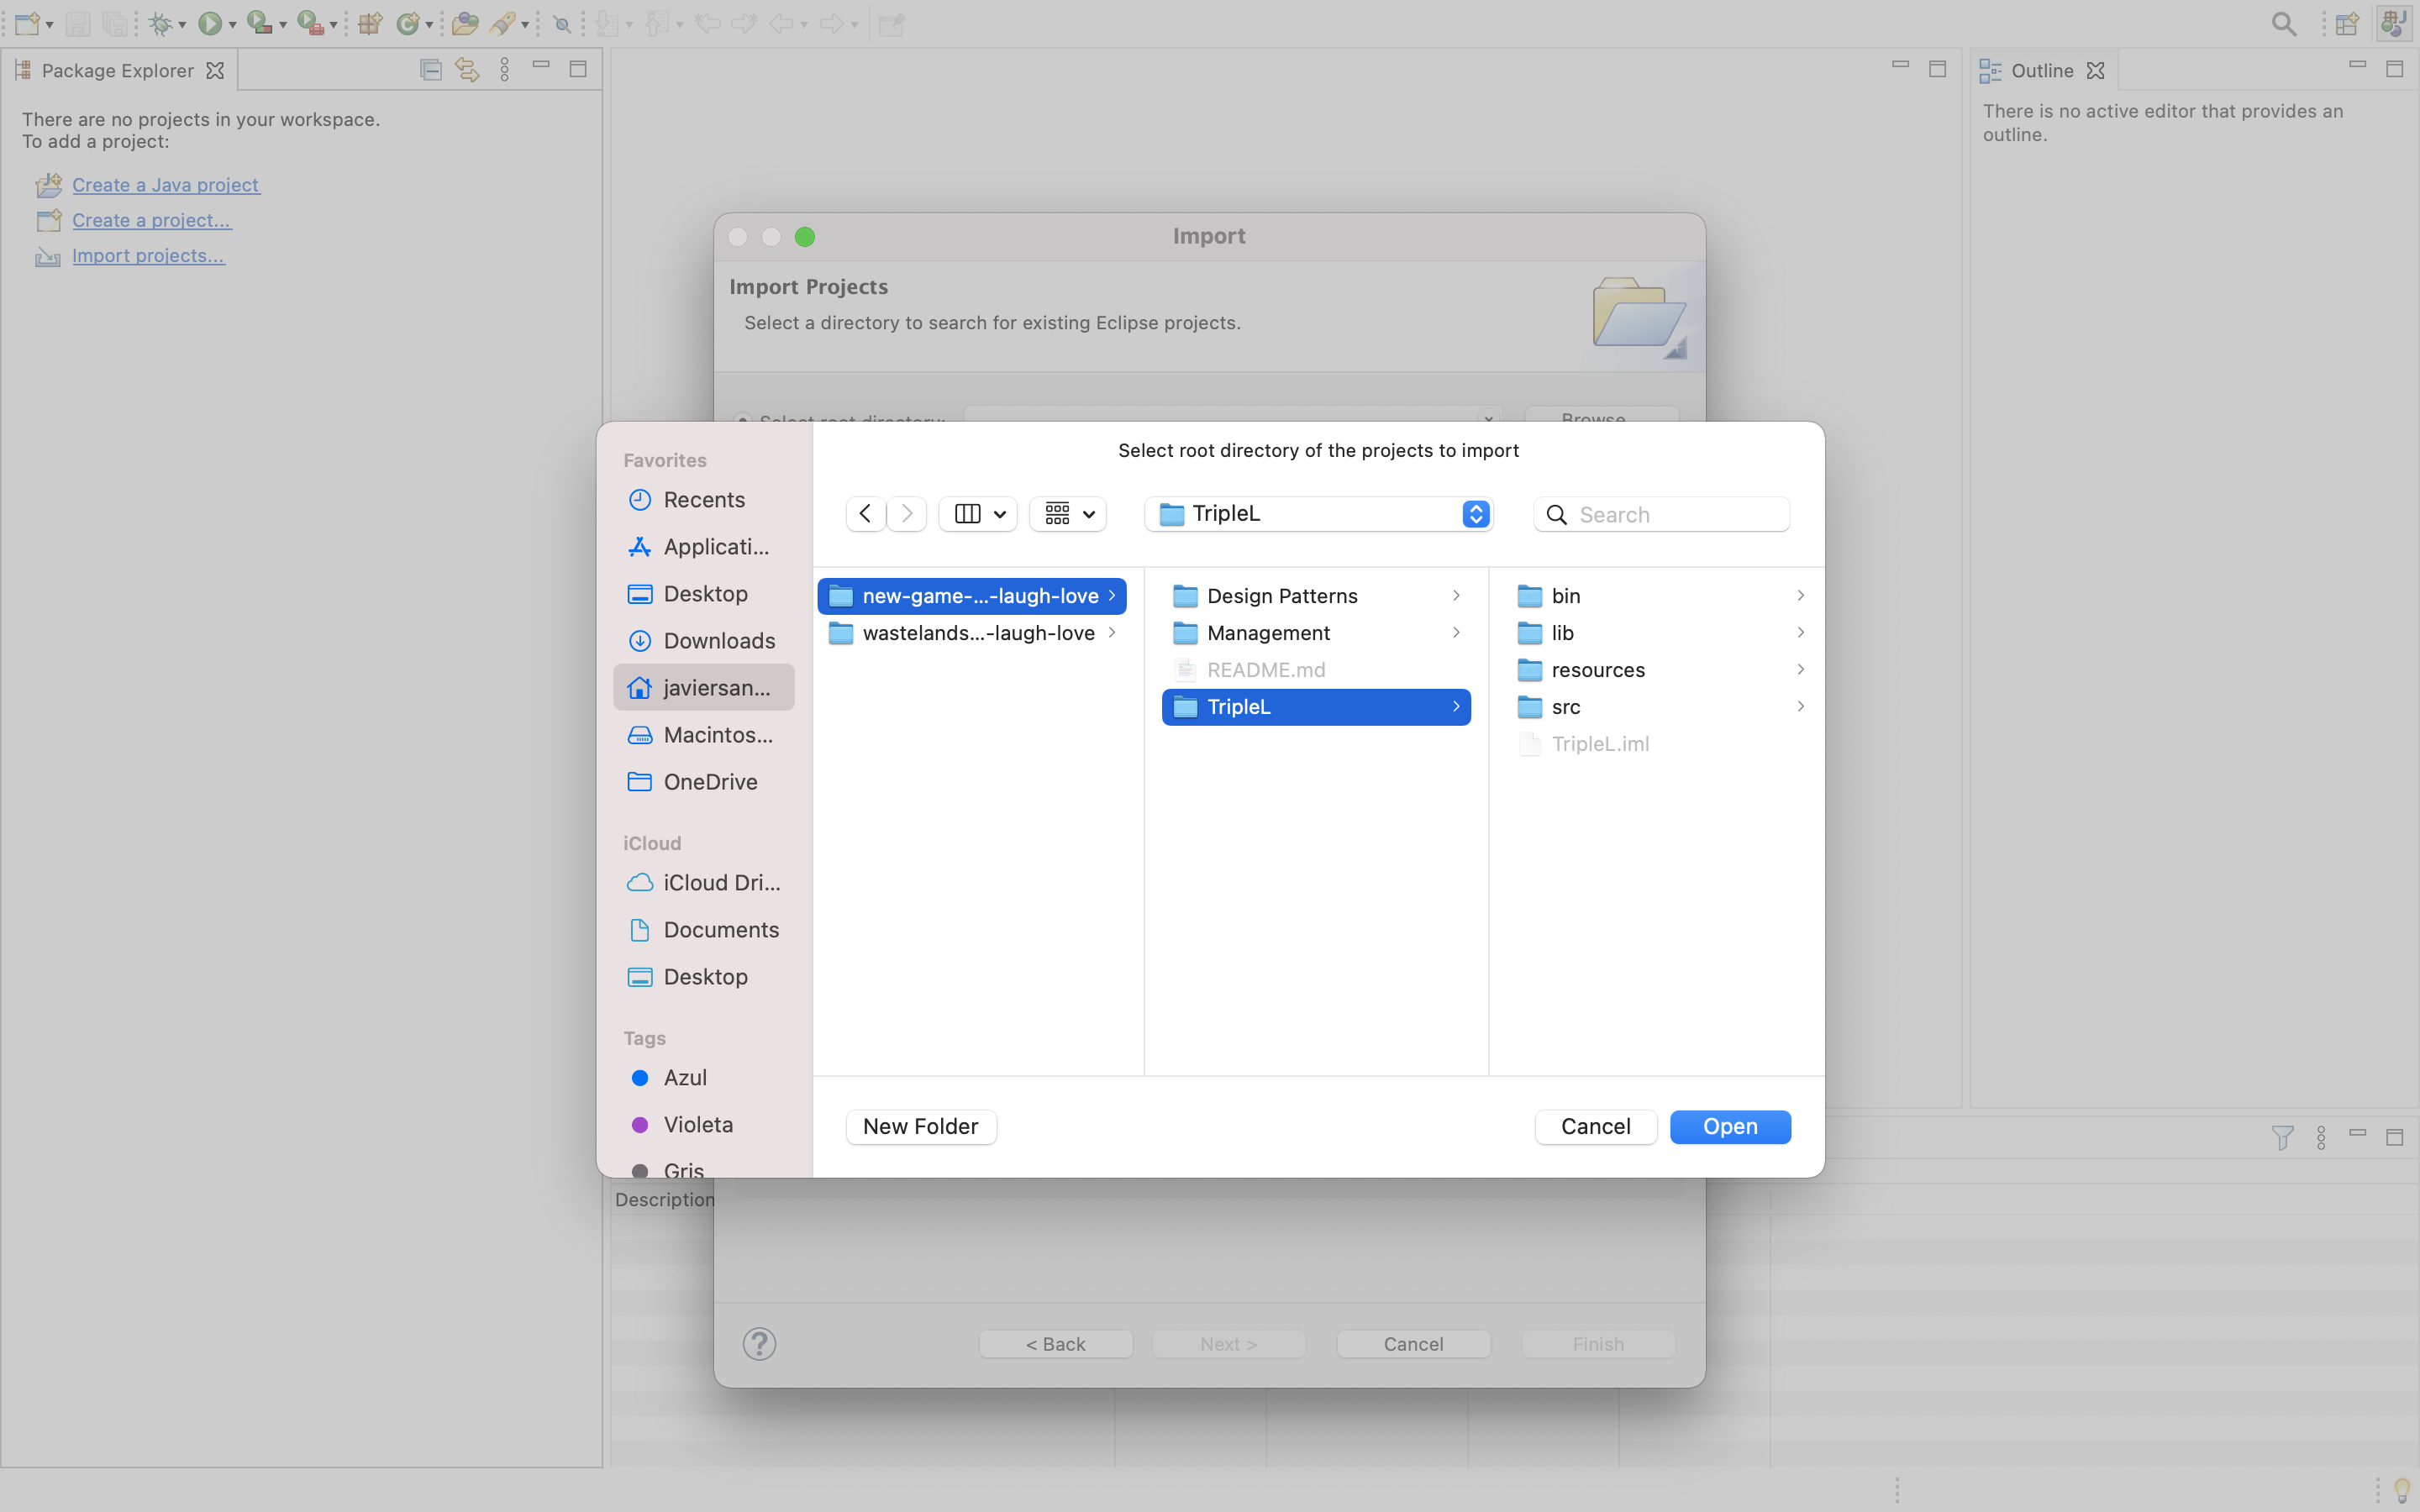 Package Explorer
There are no projects in your workspace.
To add a project:
Create a Java project
Create a project...
Import projects...
Outline
There is no active editor that provides an
outline.
Import
Import Projects
Select a directory to search for existing Eclipse projects.
Select root directory:
Browse...
Select root directory of the projects to import
TripleL
Search
Favorites
Recents
Applicati...
Desktop
Downloads
javiersan...
Macintos...
OneDrive
iCloud
iCloud Dri...
Documents
Desktop
Tags
Azul
Violeta
Gris
new-game-...-laugh-love
wastelands...-laugh-love
Design Patterns
Management
README.md
TripleL
bin
lib
resources
src
TripleL.iml
New Folder
Cancel
Open
Description
?
< Back
Next >
Cancel
Finish